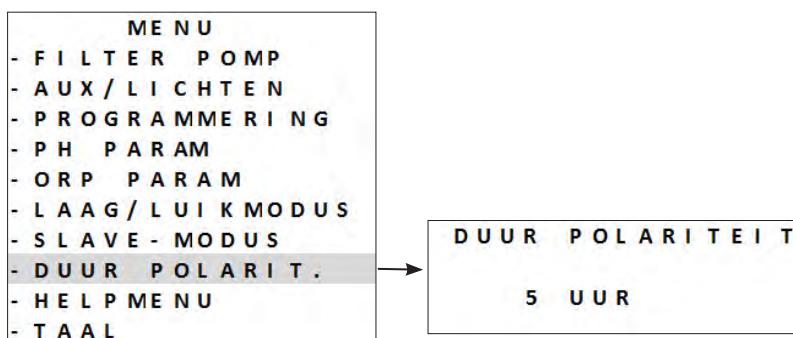 MENU
- FILTER POMP
- AUX/LICHTEN
- PROGRAMMERING
- PH PARAM
- ORP PARAM
- LAAG/LUIKMODUS
- SLAVE-MODUS
- DUUR POLARIT.
- HELPMENU
- TAAL
DUUR POLARITEIT
5 UUR